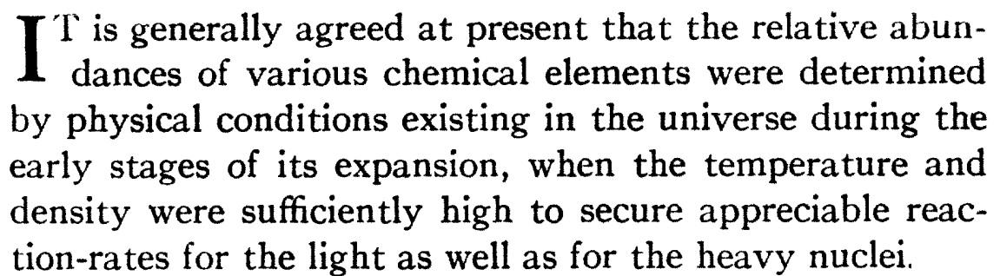 IT is generally agreed at present that the relative abun-
dances of various chemical elements were determined
by physical conditions existing in the universe during the
early stages of its expansion, when the temperature and
density were sufficiently high to secure appreciable reac-
tion-rates for the light as well as for the heavy nuclei.